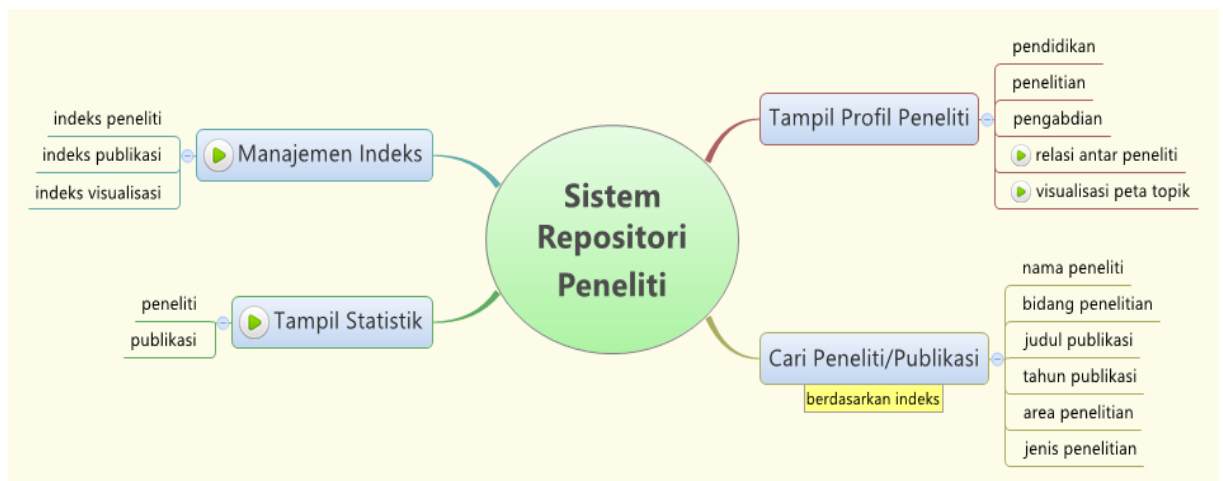 Sistem
Repositori
Peneliti
Tampil Profil Peneliti
pendidikan
penelitian
pengabdian
relasi antar peneliti
visualisasi peta topik
Cari Peneliti/Publikasi
berdasarkan indeks
nama peneliti
bidang penelitian
judul publikasi
tahun publikasi
area penelitian
jenis penelitian
Manajemen Indeks
indeks peneliti
indeks publikasi
indeks visualisasi
Tampil Statistik
peneliti
publikasi